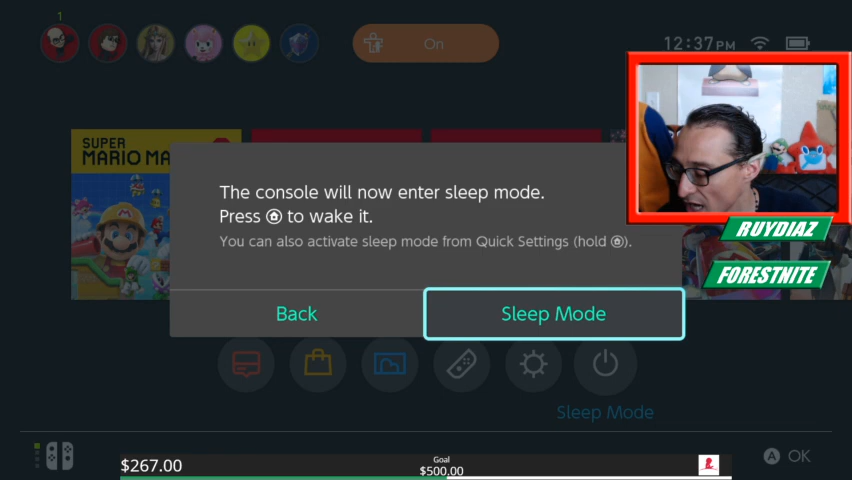 1
On
12:37PM
SUPER
MARIO MA
The console will now enter sleep mode.
Press to wake it.
You can also activate sleep mode from Quick Settings (hold ).
RUYDIAZ
FORESTNITE
Back
Sleep Mode
Sleep Mode
A OK
$267.00
Goal
$500.00